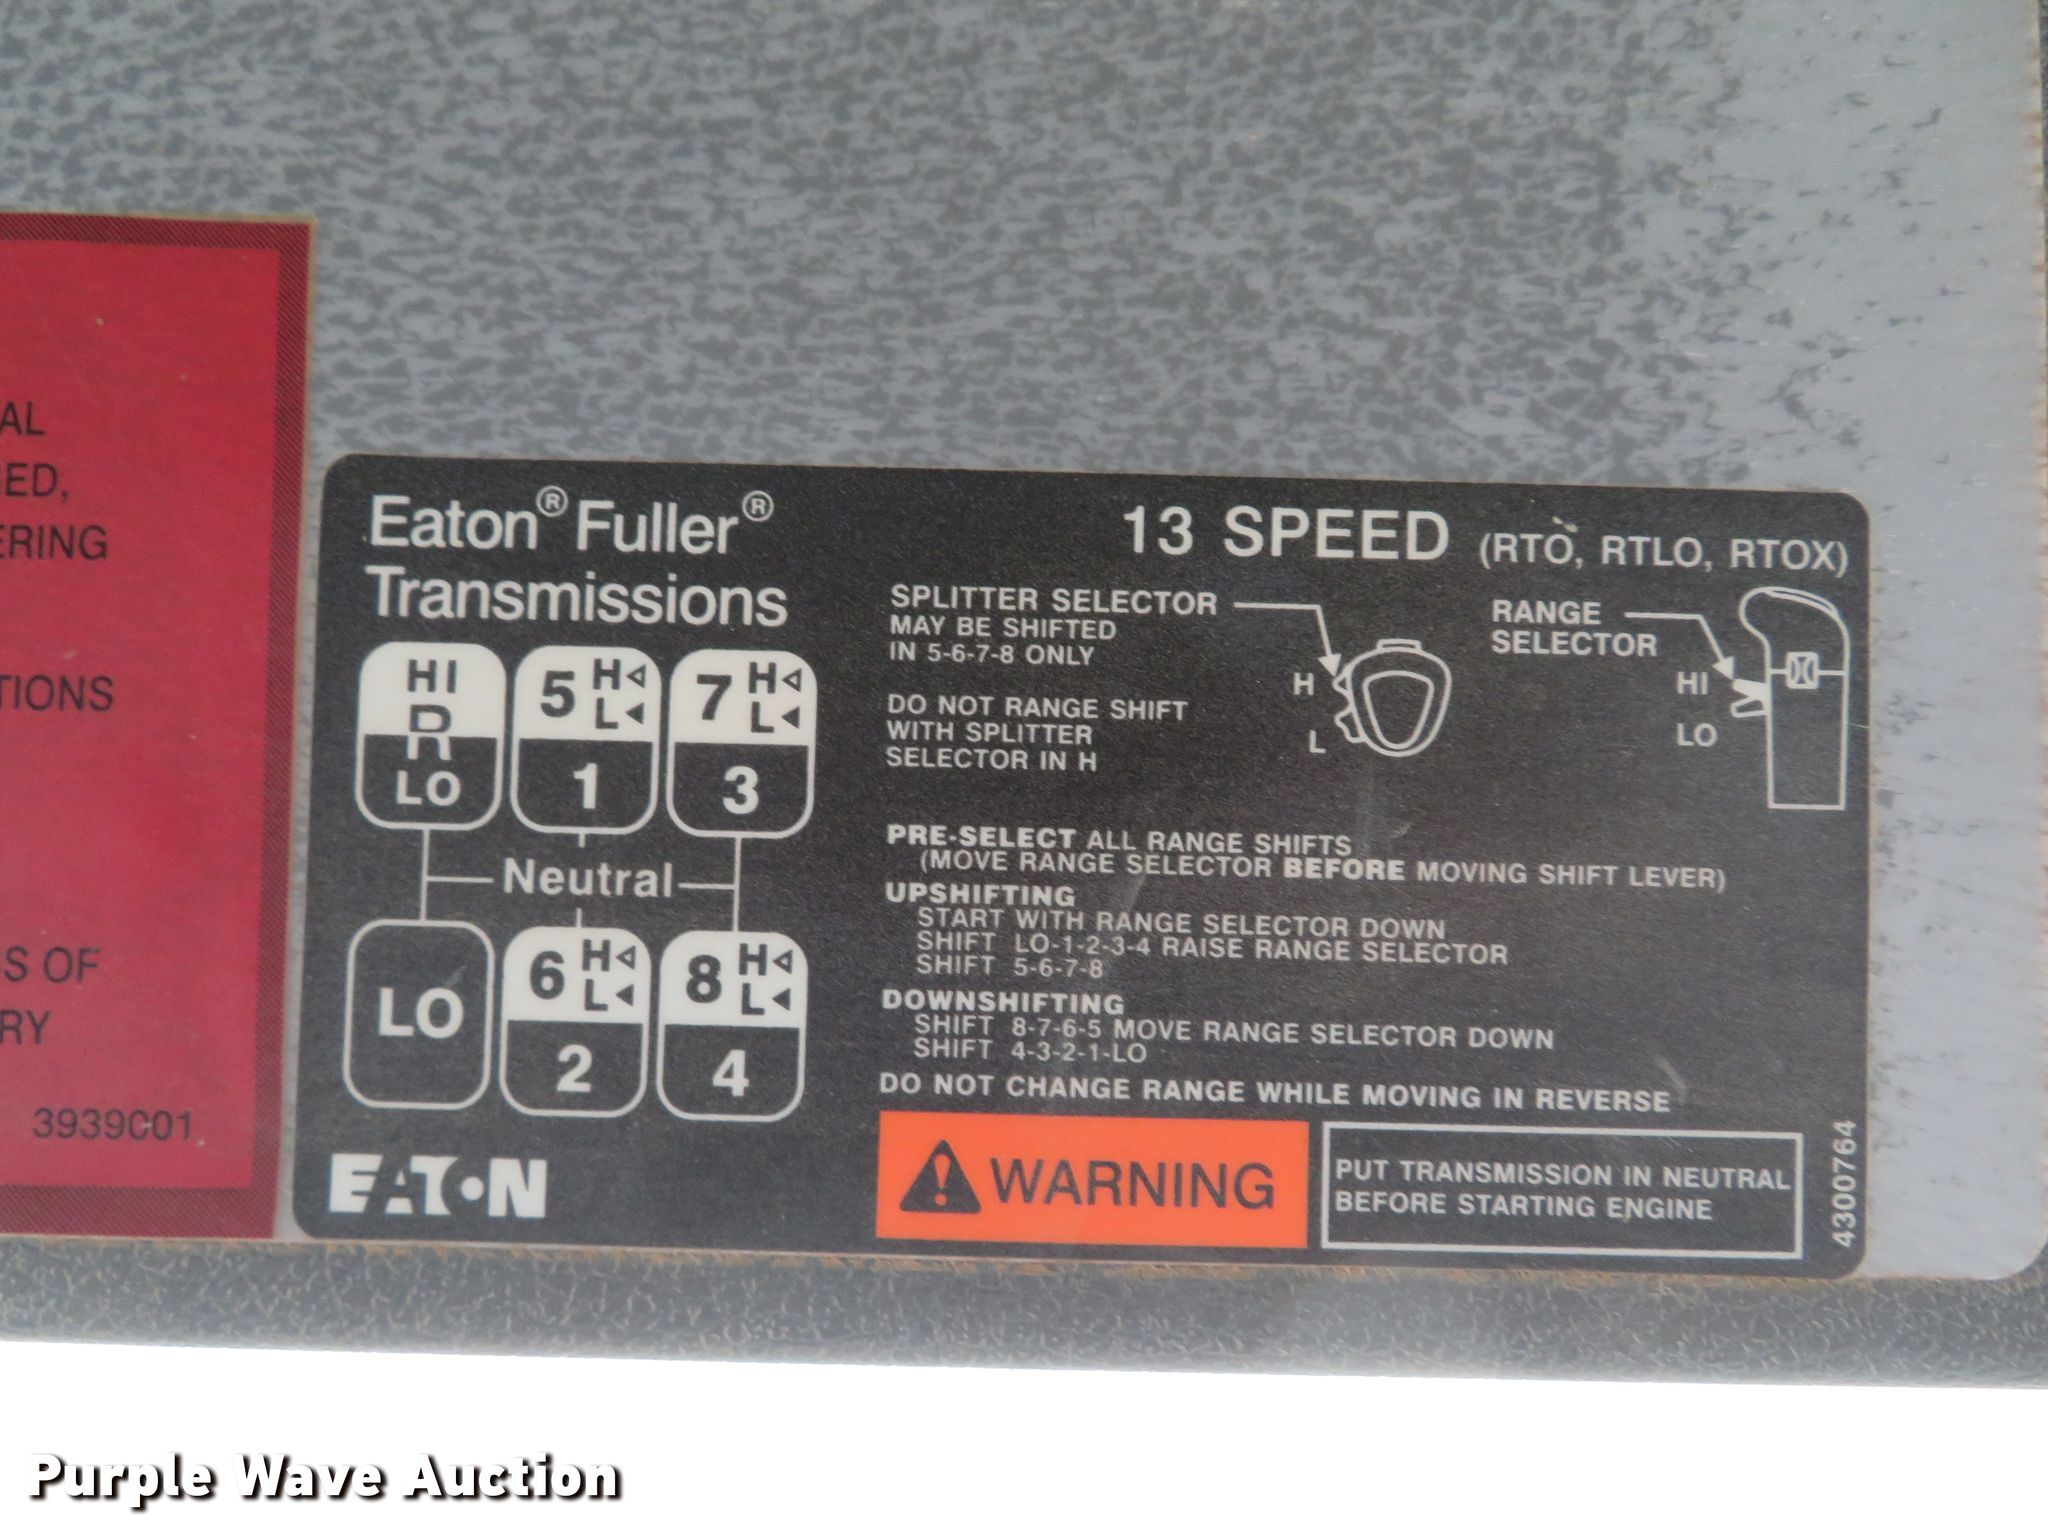 AL
ED,
ERING
TIONS
S OF
RY
3939C01
Eaton® Fuller®
Transmissions
13 SPEED (RTO, RTLO, RTOX)
HI
R
LO
5 H
L
1
7 H
L
3
Neutral
LO
6 H
L
2
8 H
L
4
EATON
SPLITTER SELECTOR
MAY BE SHIFTED
IN 5-6-7-8 ONLY
DO NOT RANGE SHIFT
WITH SPLITTER
SELECTOR IN H
H
L
RANGE
SELECTOR
HI
LO
PRE-SELECT ALL RANGE SHIFTS
(MOVE RANGE SELECTOR BEFORE MOVING SHIFT LEVER)
UPSHIFTING
START WITH RANGE SELECTOR DOWN
SHIFT LO-1-2-3-4 RAISE RANGE SELECTOR
SHIFT 5-6-7-8
DOWNSHIFTING
SHIFT 8-7-6-5 MOVE RANGE SELECTOR DOWN
SHIFT 4-3-2-1-LO
DO NOT CHANGE RANGE WHILE MOVING IN REVERSE
WARNING
PUT TRANSMISSION IN NEUTRAL
BEFORE STARTING ENGINE
4300764
Purple Wave Auction